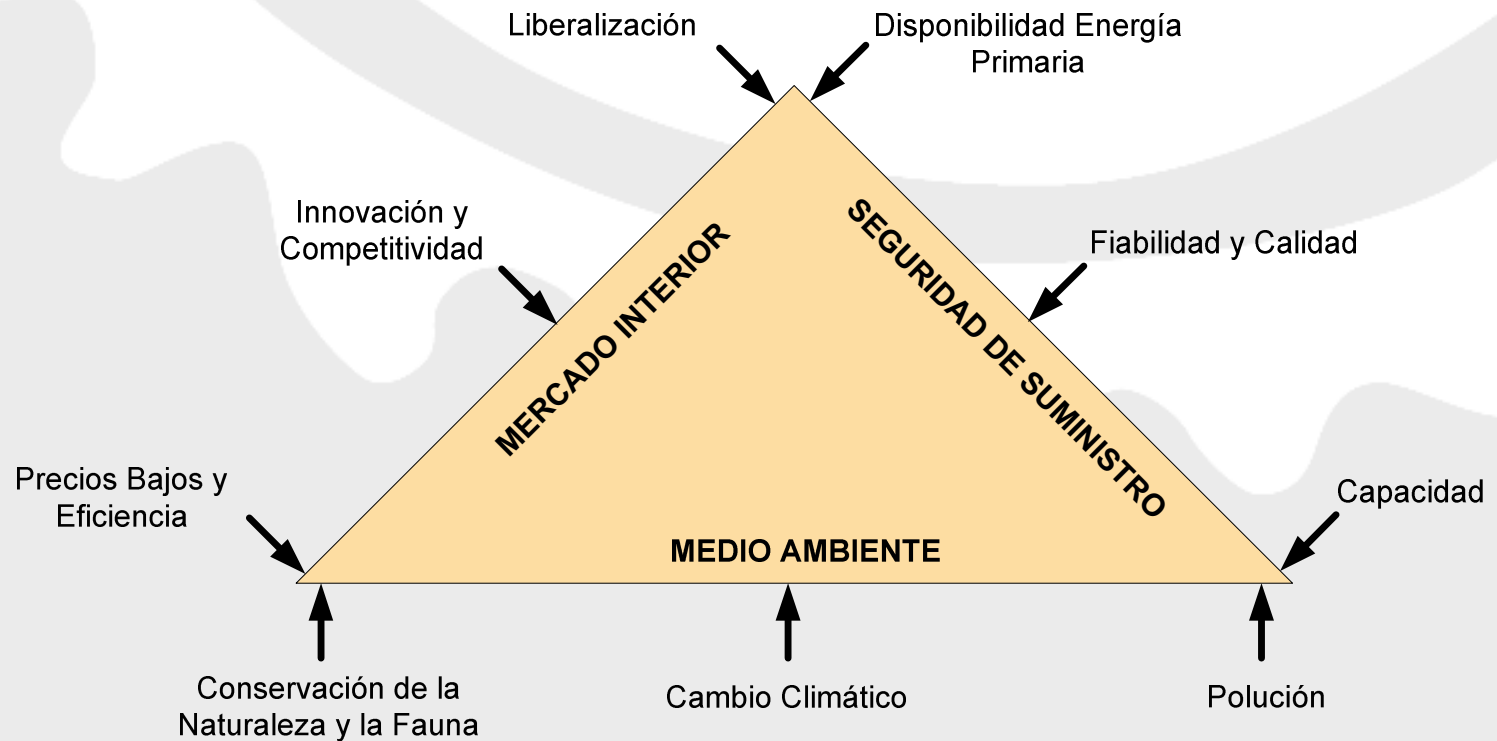 Liberalización
Disponibilidad Energía
Primaria
Innovación y
Competitividad
Fiabilidad y Calidad
MERCADO INTERIOR
SEGURIDAD DE SUMINISTRO
Precios Bajos y
Eficiencia
Capacidad
MEDIO AMBIENTE
Conservación de la
Naturaleza y la Fauna
Cambio Climático
Polución